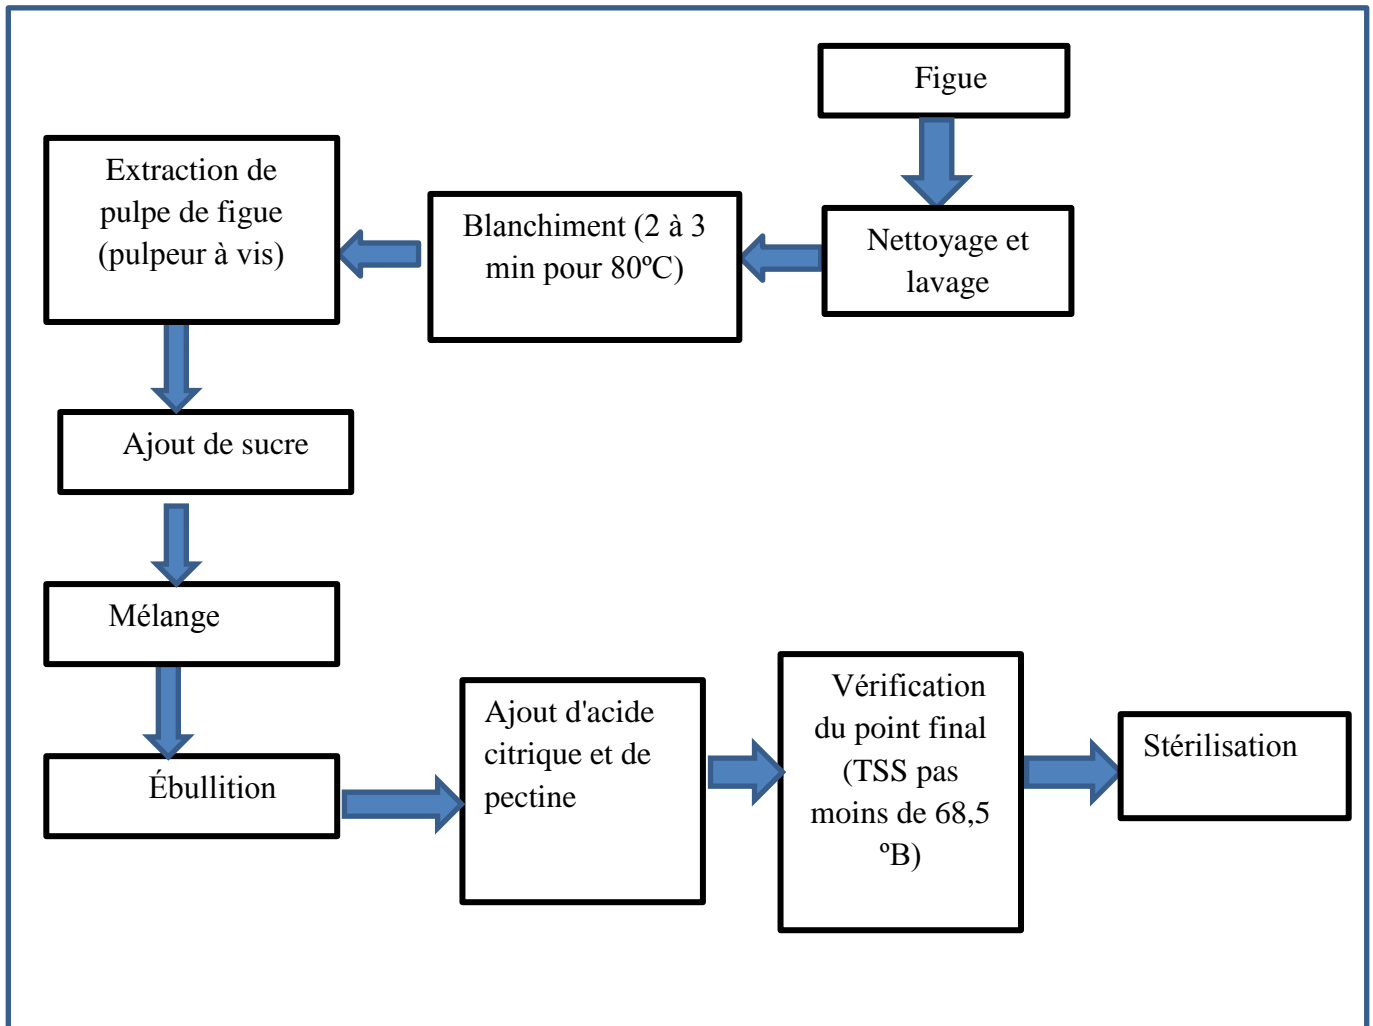 Figue
Nettoyage et
lavage
Blanchiment (2 à 3
min pour 80ºC)
Extraction de
pulpe de figue
(pulpeur à vis)
Ajout de sucre
Mélange
Ébullition
Ajout d'acide
citrique et de
pectine
Vérification
du point final
(TSS pas
moins de 68,5
ºB)
Stérilisation